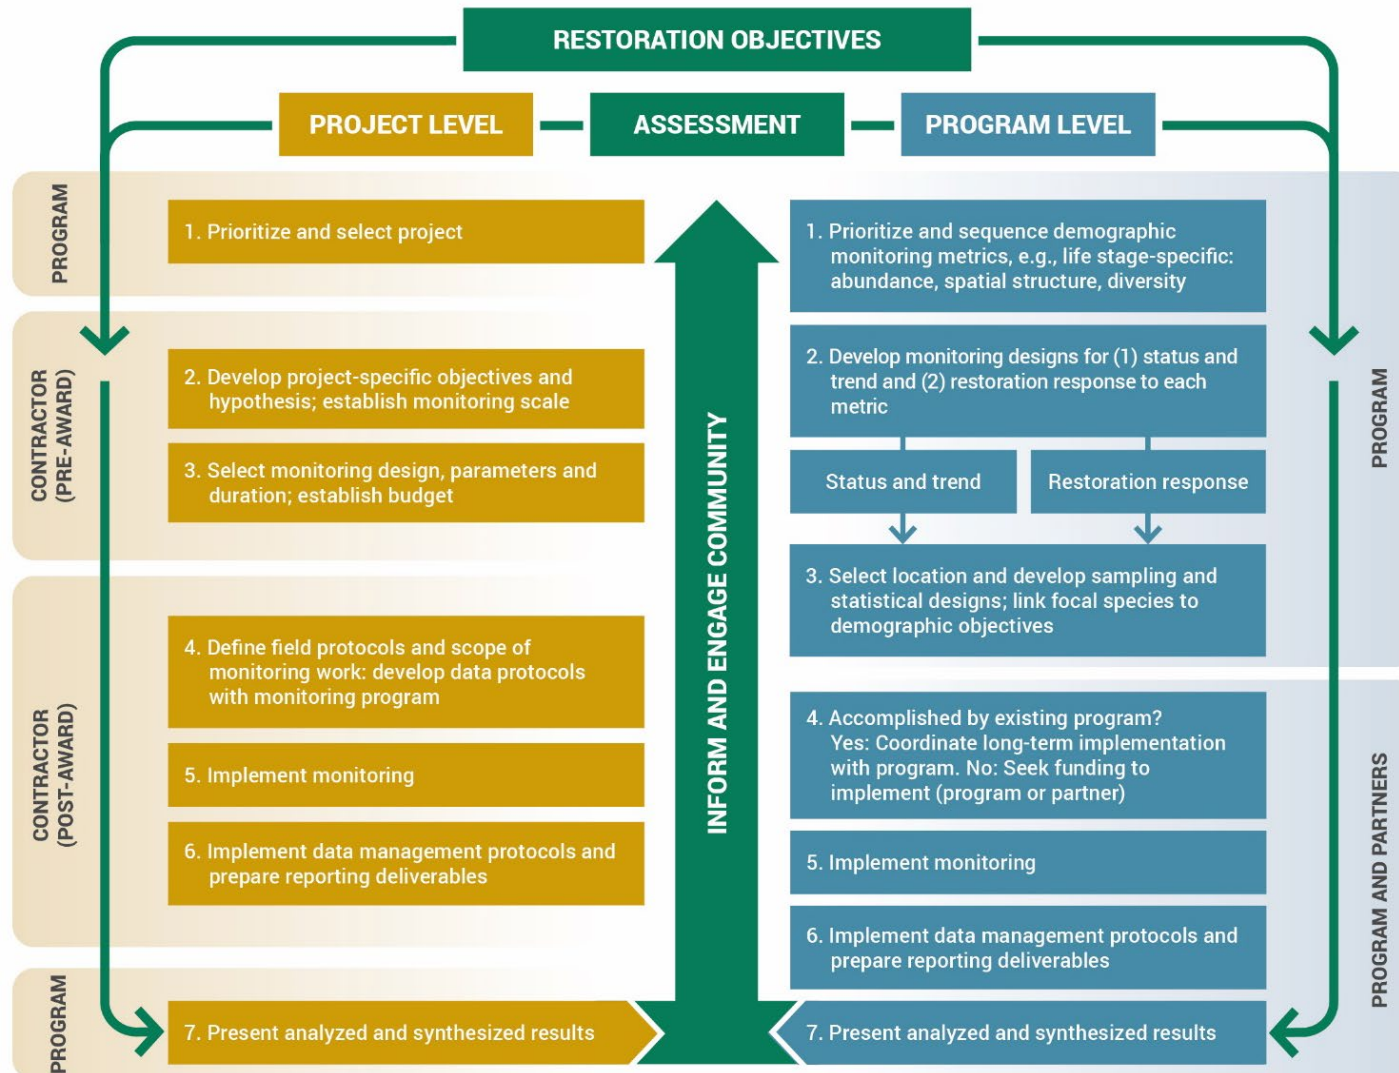 RESTORATION OBJECTIVES
PROJECT LEVEL
ASSESSMENT
PROGRAM LEVEL
PROGRAM
1. Prioritize and select project
CONTRACTOR
(PRE-AWARD)
2. Develop project-specific objectives and
hypothesis; establish monitoring scale
3. Select monitoring design, parameters and
duration; establish budget
CONTRACTOR
(POST-AWARD)
4. Define field protocols and scope of
monitoring work: develop data protocols
with monitoring program
5. Implement monitoring
6. Implement data management protocols and
prepare reporting deliverables
PROGRAM
7. Present analyzed and synthesized results
INFORM AND ENGAGE COMMUNITY
1. Prioritize and sequence demographic
monitoring metrics, e.g., life stage-specific:
abundance, spatial structure, diversity
2. Develop monitoring designs for (1) status and
trend and (2) restoration response to each
metric
Status and trend
Restoration response
3. Select location and develop sampling and
statistical designs; link focal species to
demographic objectives
PROGRAM
4. Accomplished by existing program?
Yes: Coordinate long-term implementation
with program. No: Seek funding to
implement (program or partner)
5. Implement monitoring
6. Implement data management protocols and
prepare reporting deliverables
7. Present analyzed and synthesized results
PROGRAM AND PARTNERS